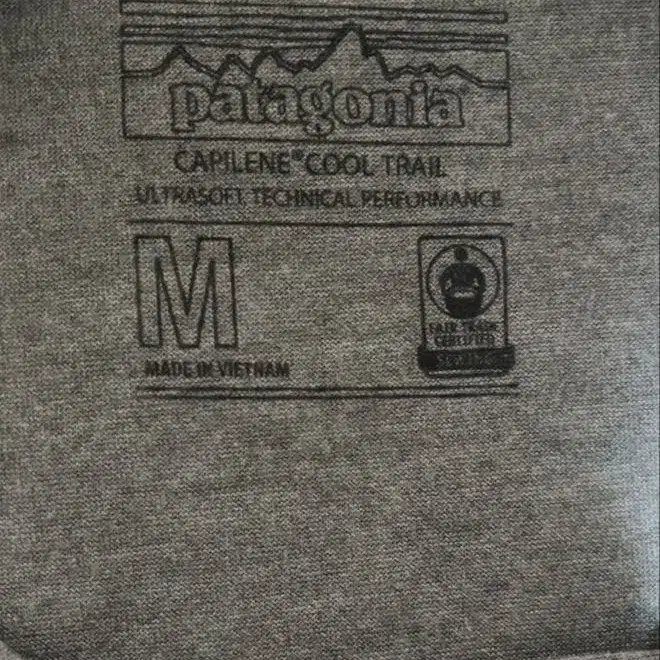 patagonia®
CAPILENE® COOL TRAIL
ULTRASOFT, TECHNICAL PERFORMANCE
M
FAIR TRADE
CERTIFIED
MADE IN VIETNAM